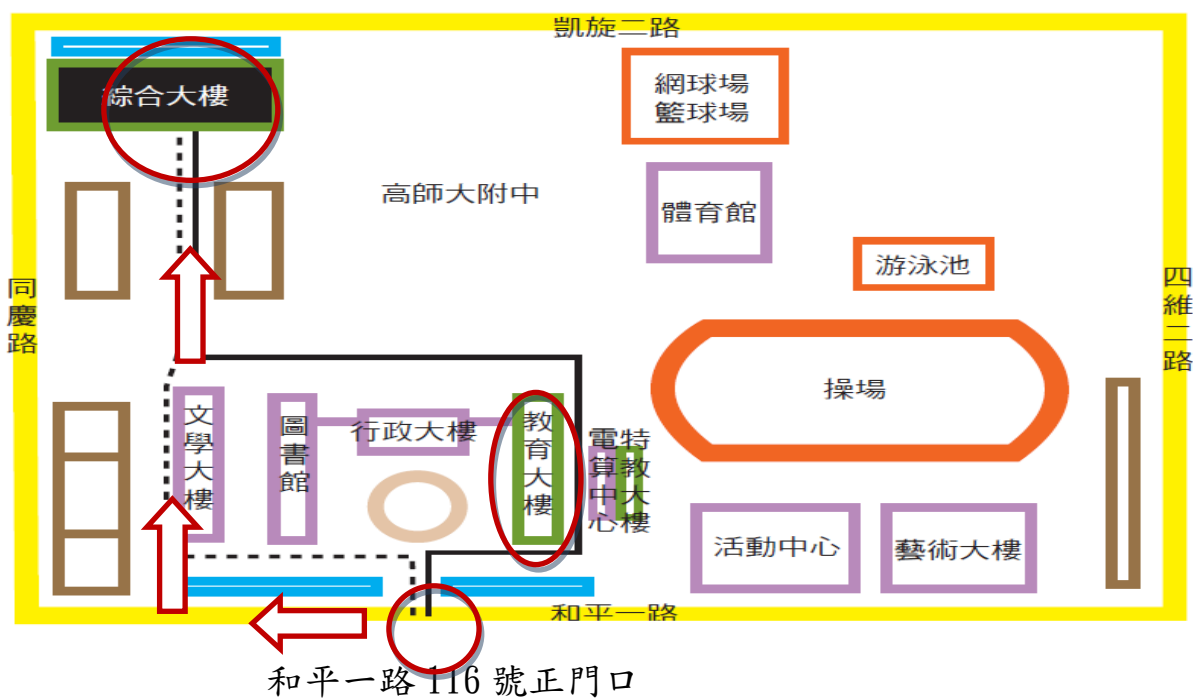 凱旋二路
綜合大樓
網球場
籃球場
高師大附中
體育館
游泳池
同慶路
四維二路
操場
文學大樓
圖書館
行政大樓
教育大樓
電算中心
特教大樓
活動中心
藝術大樓
和平一路
和平一路 116 號正門口